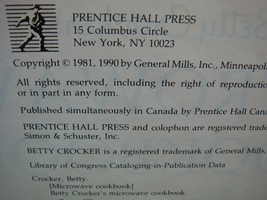 PRENTICE HALL PRESS
15 Columbus Circle
New York, NY 10023
Copyright © 1981, 1990 by General Mills, Inc., Minneapol
All rights reserved, including the right of reproductio
or in part in any form.
Published simultaneously in Canada by Prentice Hall Cana
PRENTICE HALL PRESS and colophon are registered
Simon & Schuster, Inc.
BETTY CROCKER is a registered trademark of General Mills,
Library of Congress Cataloging-in-Publication Data
Crocker, Betty.
[Microwave cookbook]
Betty Crocker's microwave cookbook.